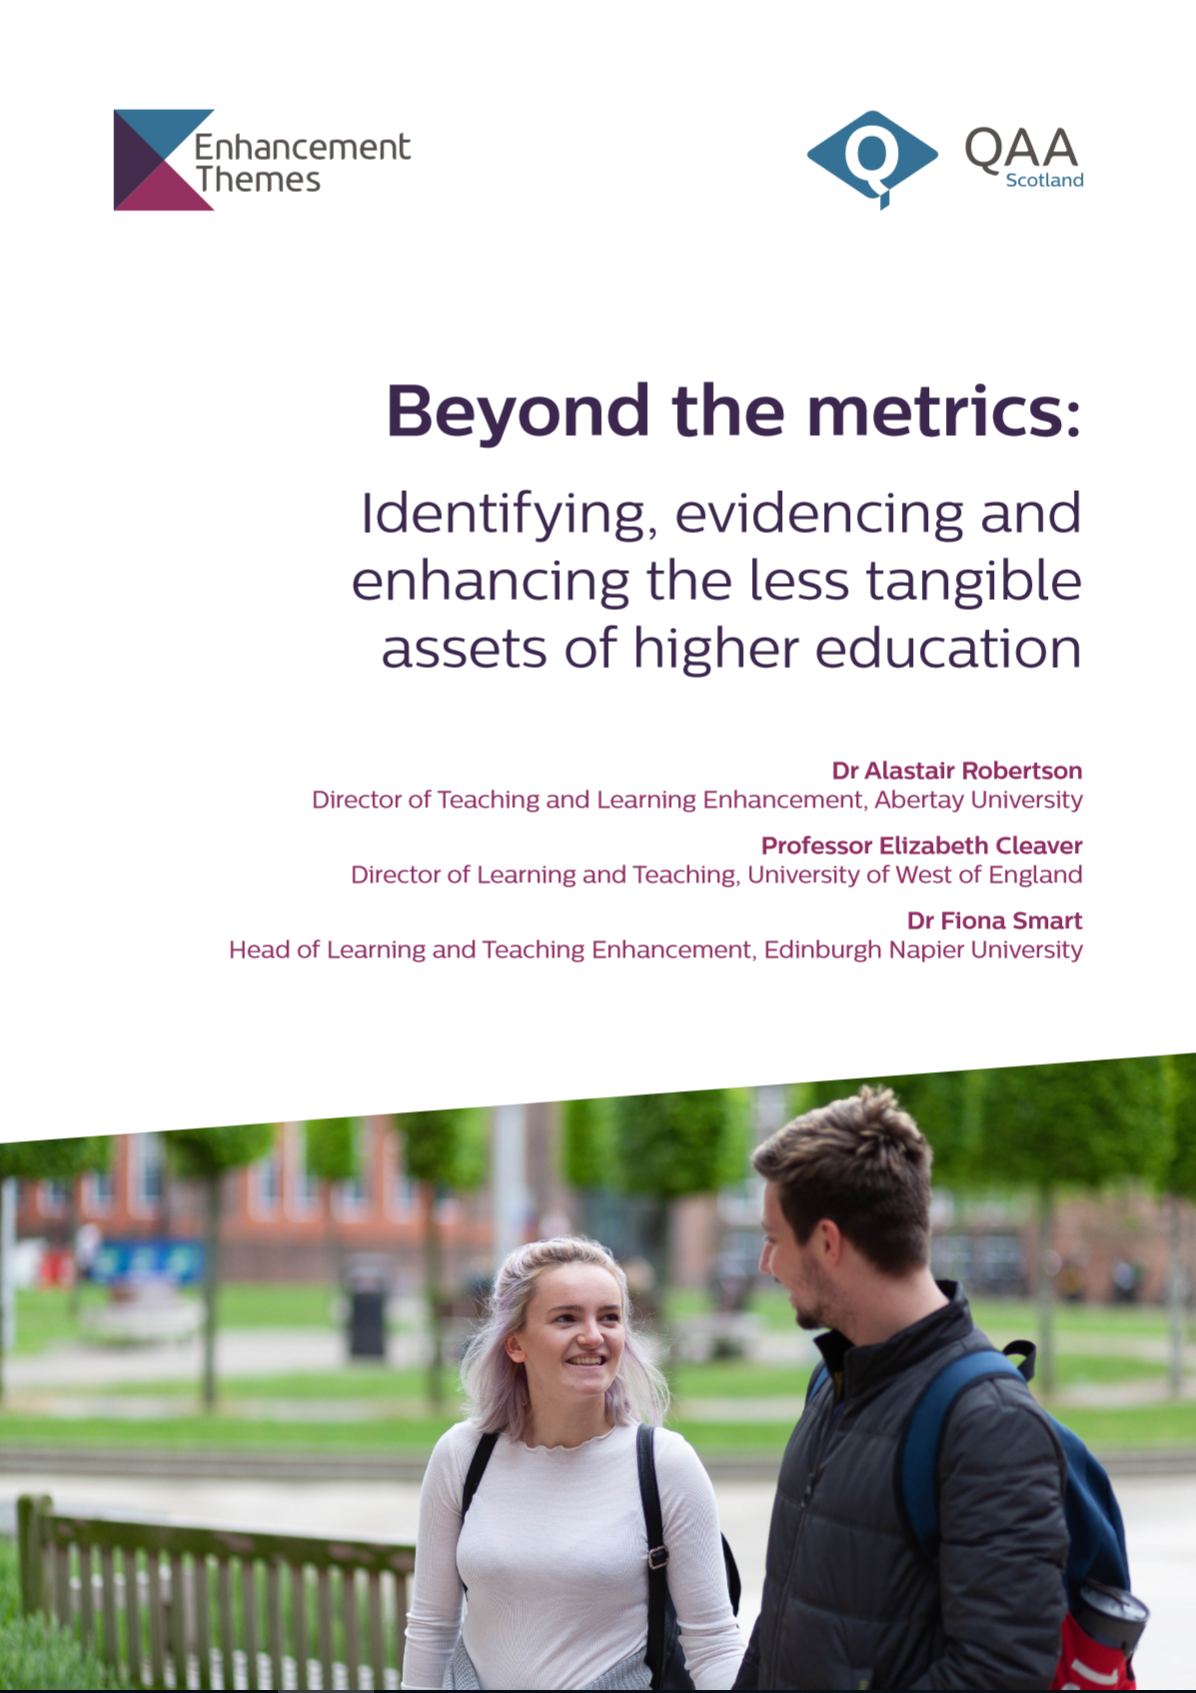 Enhancement
Themes
QAA
Scotland
Beyond the metrics:
Identifying, evidencing and
enhancing the less tangible
assets of higher education
Dr Alastair Robertson
Director of Teaching and Learning Enhancement, Abertay University
Professor Elizabeth Cleaver
Director of Learning and Teaching, University of West of England
Dr Fiona Smart
Head of Learning and Teaching Enhancement, Edinburgh Napier University